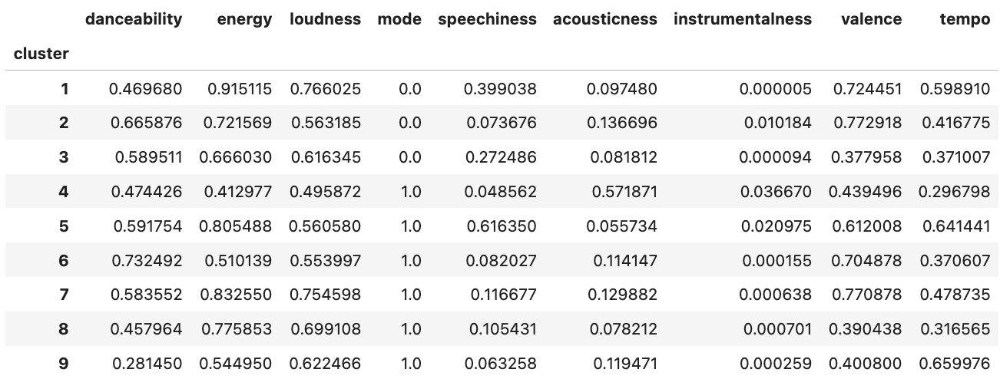 danceability energy loudness mode speechiness acousticness instrumentalness valence tempo
cluster
1 0.469680 0.915115 0.766025 0.0 0.399038 0.097480 0.000005 0.724451 0.598910
2 0.665876 0.721569 0.563185 0.0 0.073676 0.136696 0.010184 0.772918 0.416775
3 0.589511 0.666030 0.616345 0.0 0.272486 0.081812 0.000094 0.377958 0.371007
4 0.474426 0.412977 0.495872 1.0 0.048562 0.571871 0.036670 0.439496 0.296798
5 0.591754 0.805488 0.560580 1.0 0.616350 0.055734 0.020975 0.612008 0.641441
6 0.732492 0.510139 0.553997 1.0 0.082027 0.114147 0.000155 0.704878 0.370607
7 0.583552 0.832550 0.754598 1.0 0.116677 0.129882 0.000638 0.770878 0.478735
8 0.457964 0.775853 0.699108 1.0 0.105431 0.078212 0.000701 0.390438 0.316565
9 0.281450 0.544950 0.622466 1.0 0.063258 0.119471 0.000259 0.400800 0.659976